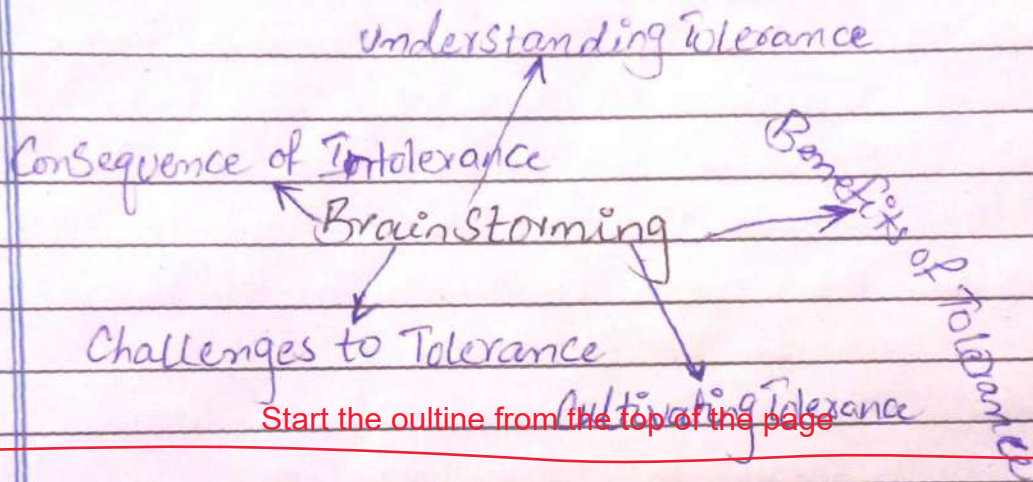 Understanding Tolerance
Consequence of Intolerance
Benefits of Tolerance
Brainstorming
Challenges to Tolerance
Cultivating Tolerance
Start the oultine from the top of the page